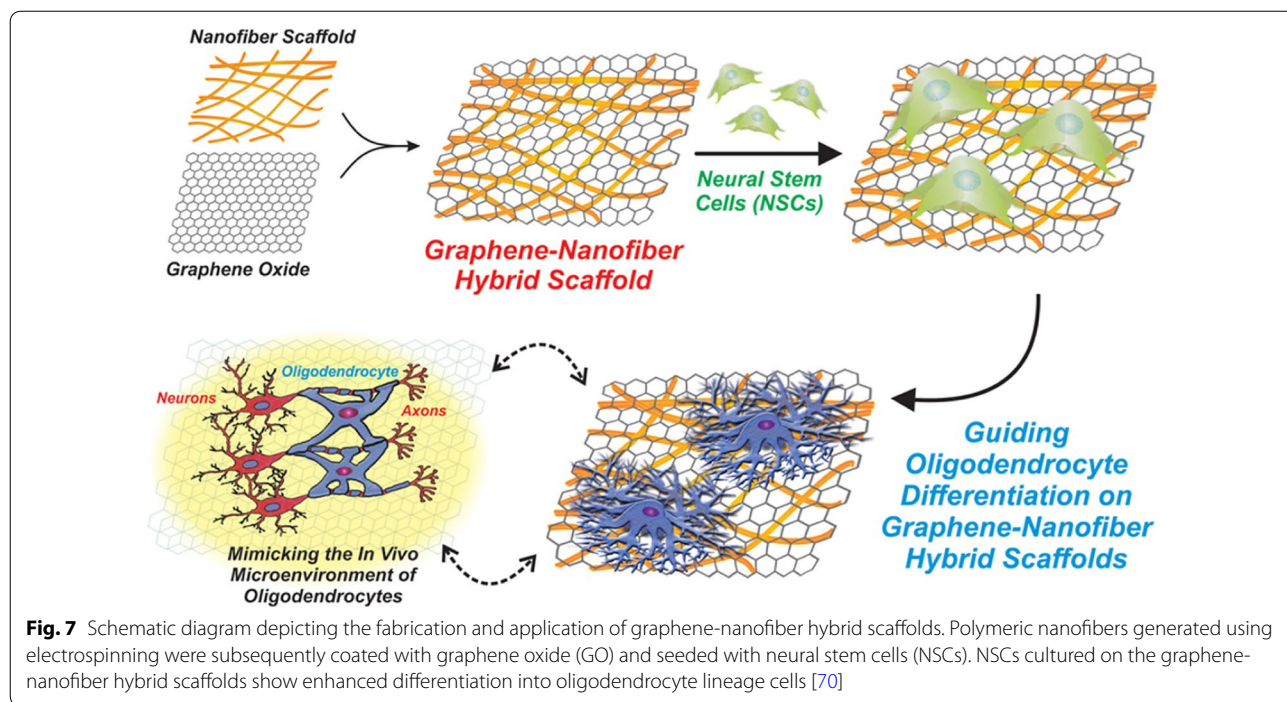 Nanofiber Scaffold
Graphene Oxide
Graphene-Nanofiber
Hybrid Scaffold
Neural Stem
Cells (NSCs)
Neurons
Oligodendrocyte
Axons
Mimicking the In Vivo
Microenvironment of
Oligodendrocytes
Guiding
Oligodendrocyte
Differentiation on
Graphene-Nanofiber
Hybrid Scaffolds
Fig. 7 Schematic diagram depicting the fabrication and application of graphene-nanofiber hybrid scaffolds. Polymeric nanofibers generated using
electrospinning were subsequently coated with graphene oxide (GO) and seeded with neural stem cells (NSCs). NSCs cultured on the graphene-
nanofiber hybrid scaffolds show enhanced differentiation into oligodendrocyte lineage cells [70]